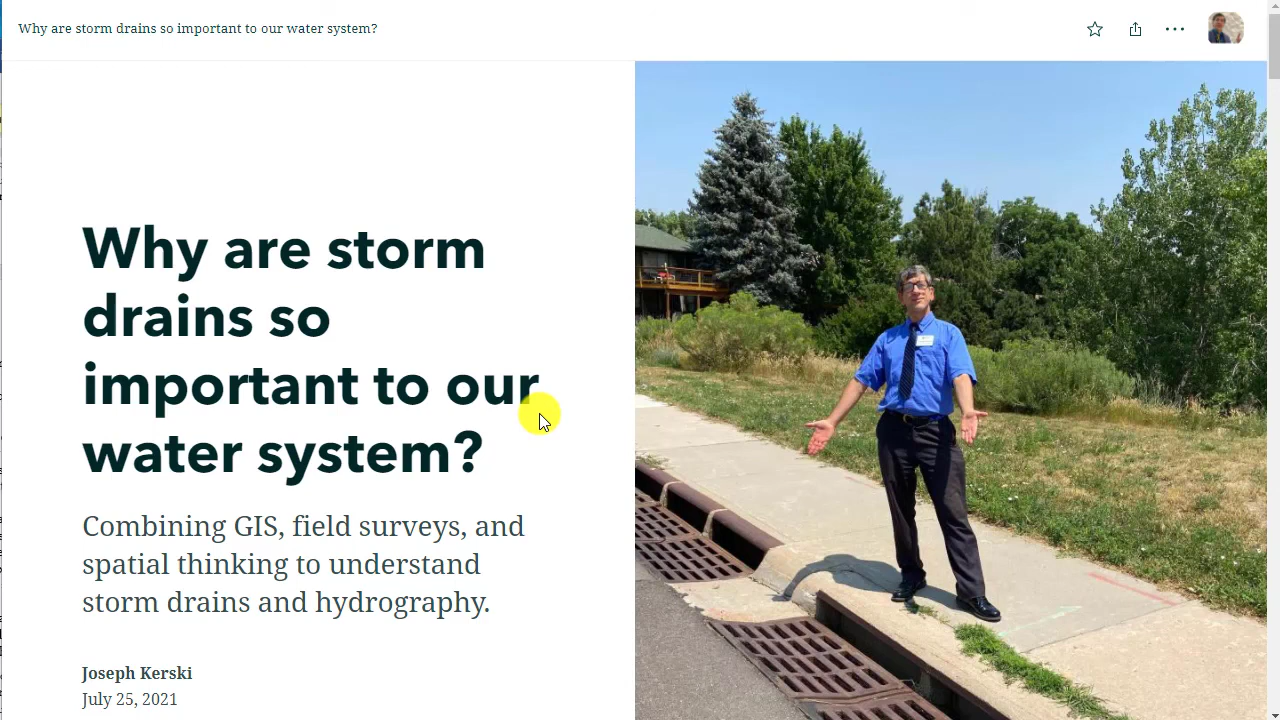 Why are storm drains so important to our water system?
Why are storm
drains so
important to our
water system?
Combining GIS, field surveys, and
spatial thinking to understand
storm drains and hydrography.
Joseph Kerski
July 25, 2021